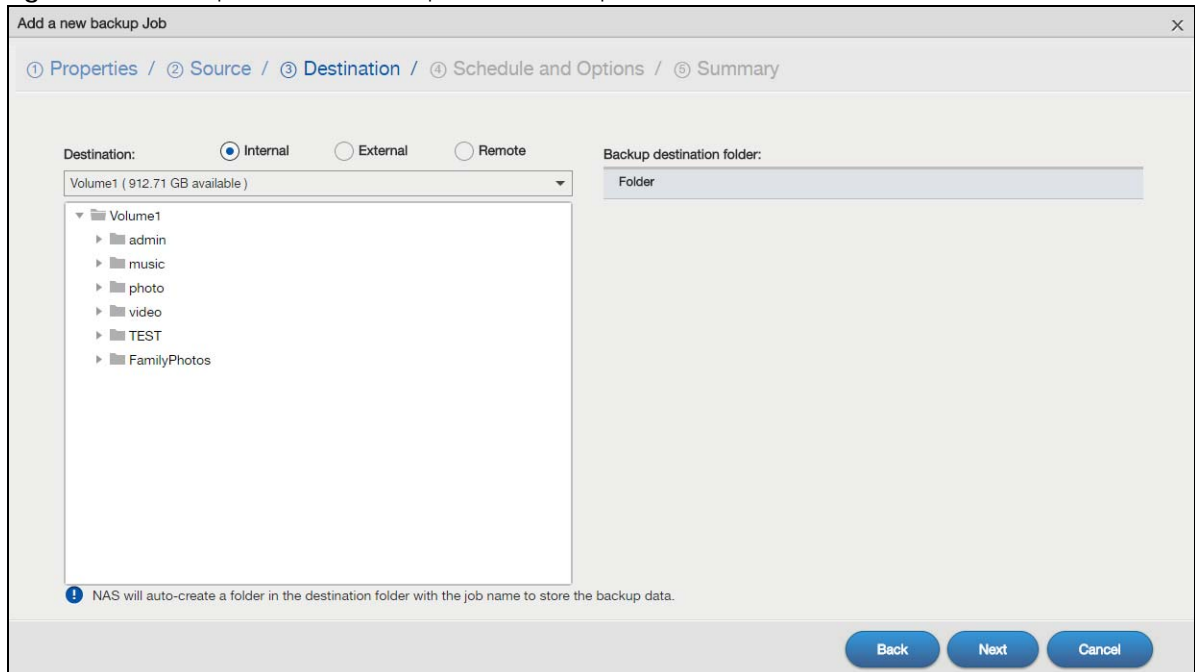 Add a new backup Job
① Properties / ② Source / ③ Destination / ④ Schedule and Options / ⑤ Summary
Destination: Internal External Remote
Backup destination folder:
Volume1 ( 912.71 GB available )
Folder
Volume1
admin
music
photo
video
TEST
FamilyPhotos
NAS will auto-create a folder in the destination folder with the job name to store the backup data.
Back Next Cancel